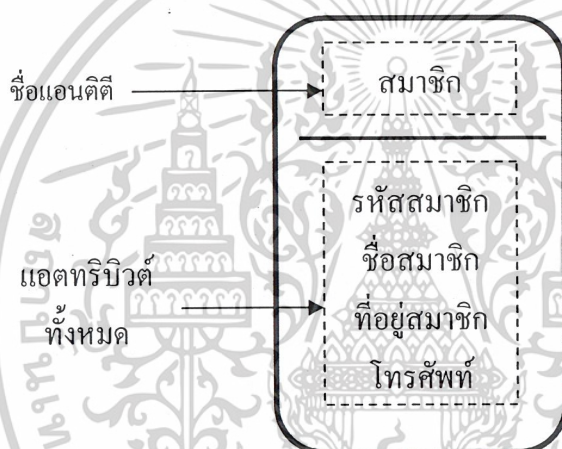 ชื่อแอนติตี
สมาชิก
รหัสสมาชิก
ชื่อสมาชิก
แอตทริบิวต์
ทั้งหมด
ที่อยู่สมาชิก
โทรศัพท์